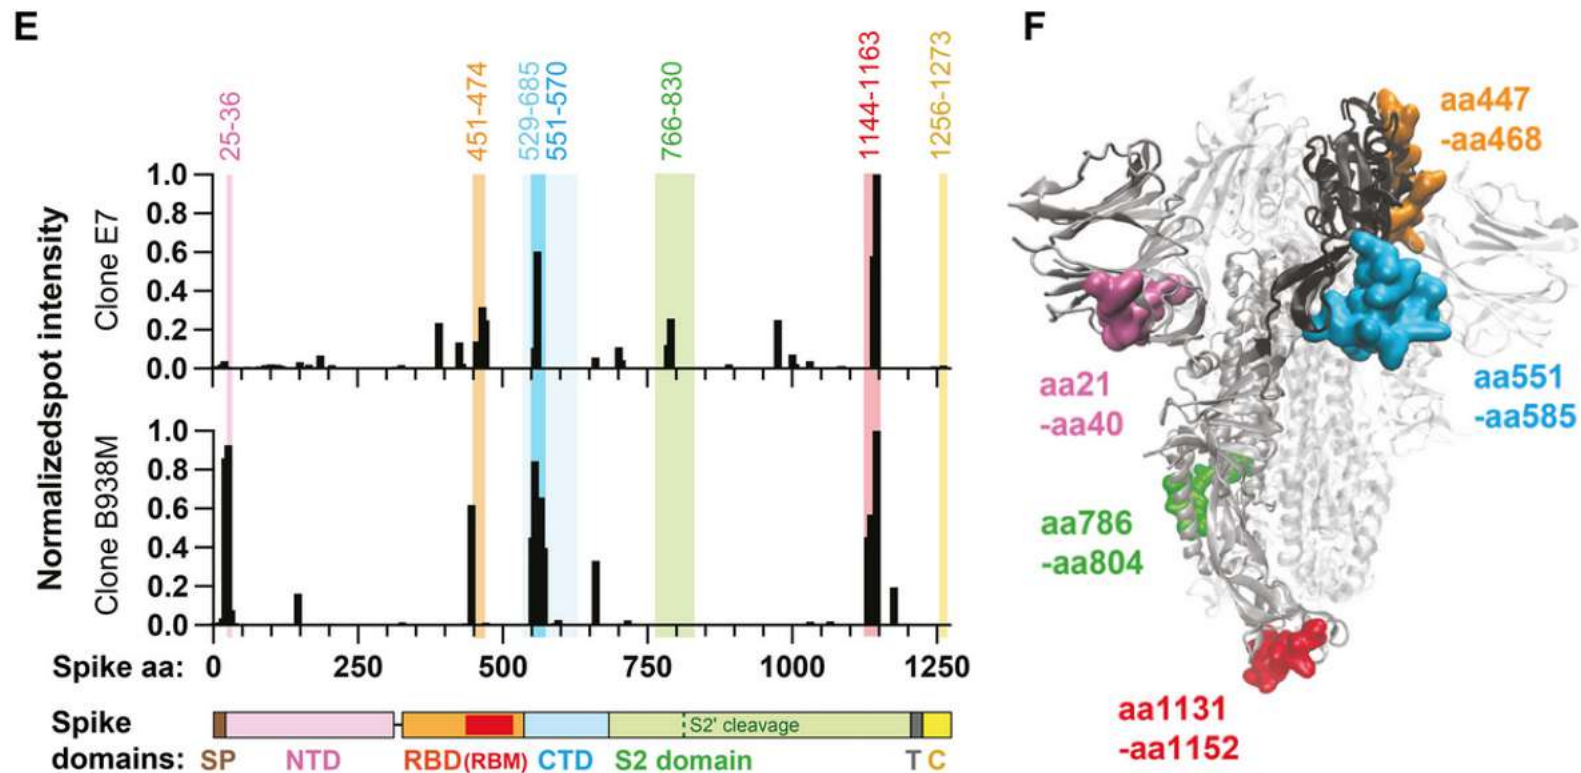 E
F
25-36
451-474
529-685
551-570
766-830
1144-1163
1256-1273
Normalizedspot intensity
Clone E7
1.0
0.8
0.6
0.4
0.2
0.0
Clone B938M
1.0
0.8
0.6
0.4
0.2
0.0
Spike aa: 0 250 500 750 1000 1250
Spike
domains:
S2' cleavage
SP NTD RBD(RBM) CTD S2 domain T C
aa447
-aa468
aa551
-aa585
aa21
-aa40
aa786
-aa804
aa1131
-aa1152